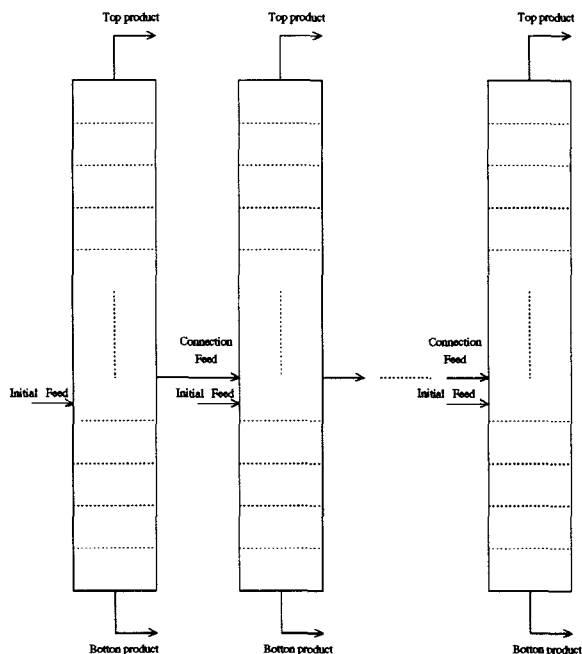 Top product
Top product
Top product
Connection
Feed
Connection
Feed
Initial Feed
Initial Feed
Initial Feed
Botton product
Botton product
Botton product